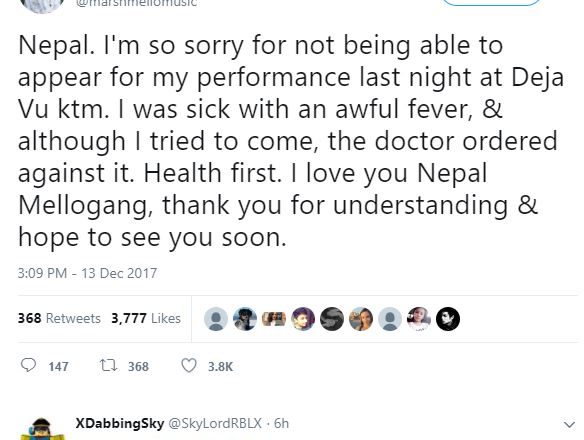 @marshmellomusic
Nepal. I'm so sorry for not being able to
appear for my performance last night at Deja
Vu ktm. I was sick with an awful fever, &
although I tried to come, the doctor ordered
against it. Health first. I love you Nepal
Mellogang, thank you for understanding &
hope to see you soon.
3:09 PM - 13 Dec 2017
368 Retweets 3,777 Likes
147 368 3.8K
XDabbingSky @SkyLordRBLX · 6h